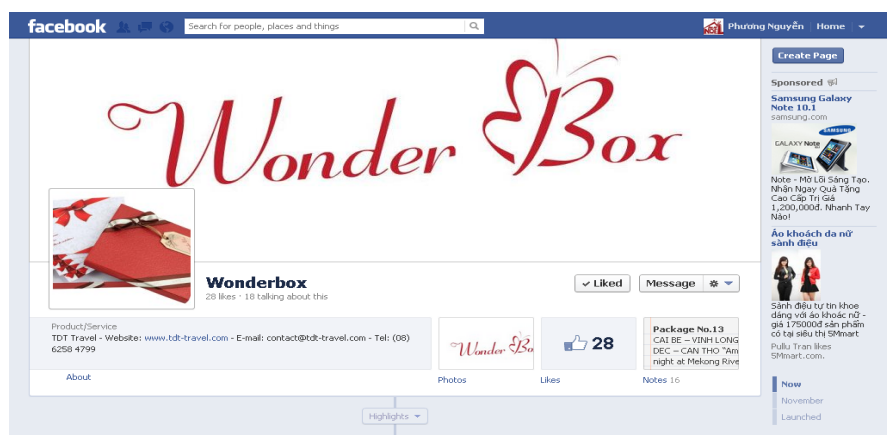 facebook
Search for people, places and things
Phương Nguyễn
Home
Create Page
Wonder Box
Sponsored
Samsung Galaxy
Note 10.1
samsung.com
SAMSUNG
GALAXY Note
Note - Mở Lối Sáng Tạo.
Nhận Ngay Quà Tặng
Cao Cấp Trị Giá
1,200,000đ. Nhanh Tay
Nào!
Áo khoách da nữ
sành điệu
Sành điệu tự tin khoe
dáng với áo khoác nữ -
giá 175000đ sản phẩm
có tại siêu thị 5Mmart
Pullu Tran likes
5Mmart.com.
Wonderbox
28 likes · 18 talking about this
Liked
Message
Product/Service
TDT Travel - Website: www.tdt-travel.com - E-mail: contact@tdt-travel.com - Tel: (08)
6258 4799
About
Wonder Bo
Photos
28
Likes
Package No.13
CAI BE – VINH LONG
DEC – CAN THO "Am
night at Mekong Rive
Notes 16
Now
November
Launched
Highlights